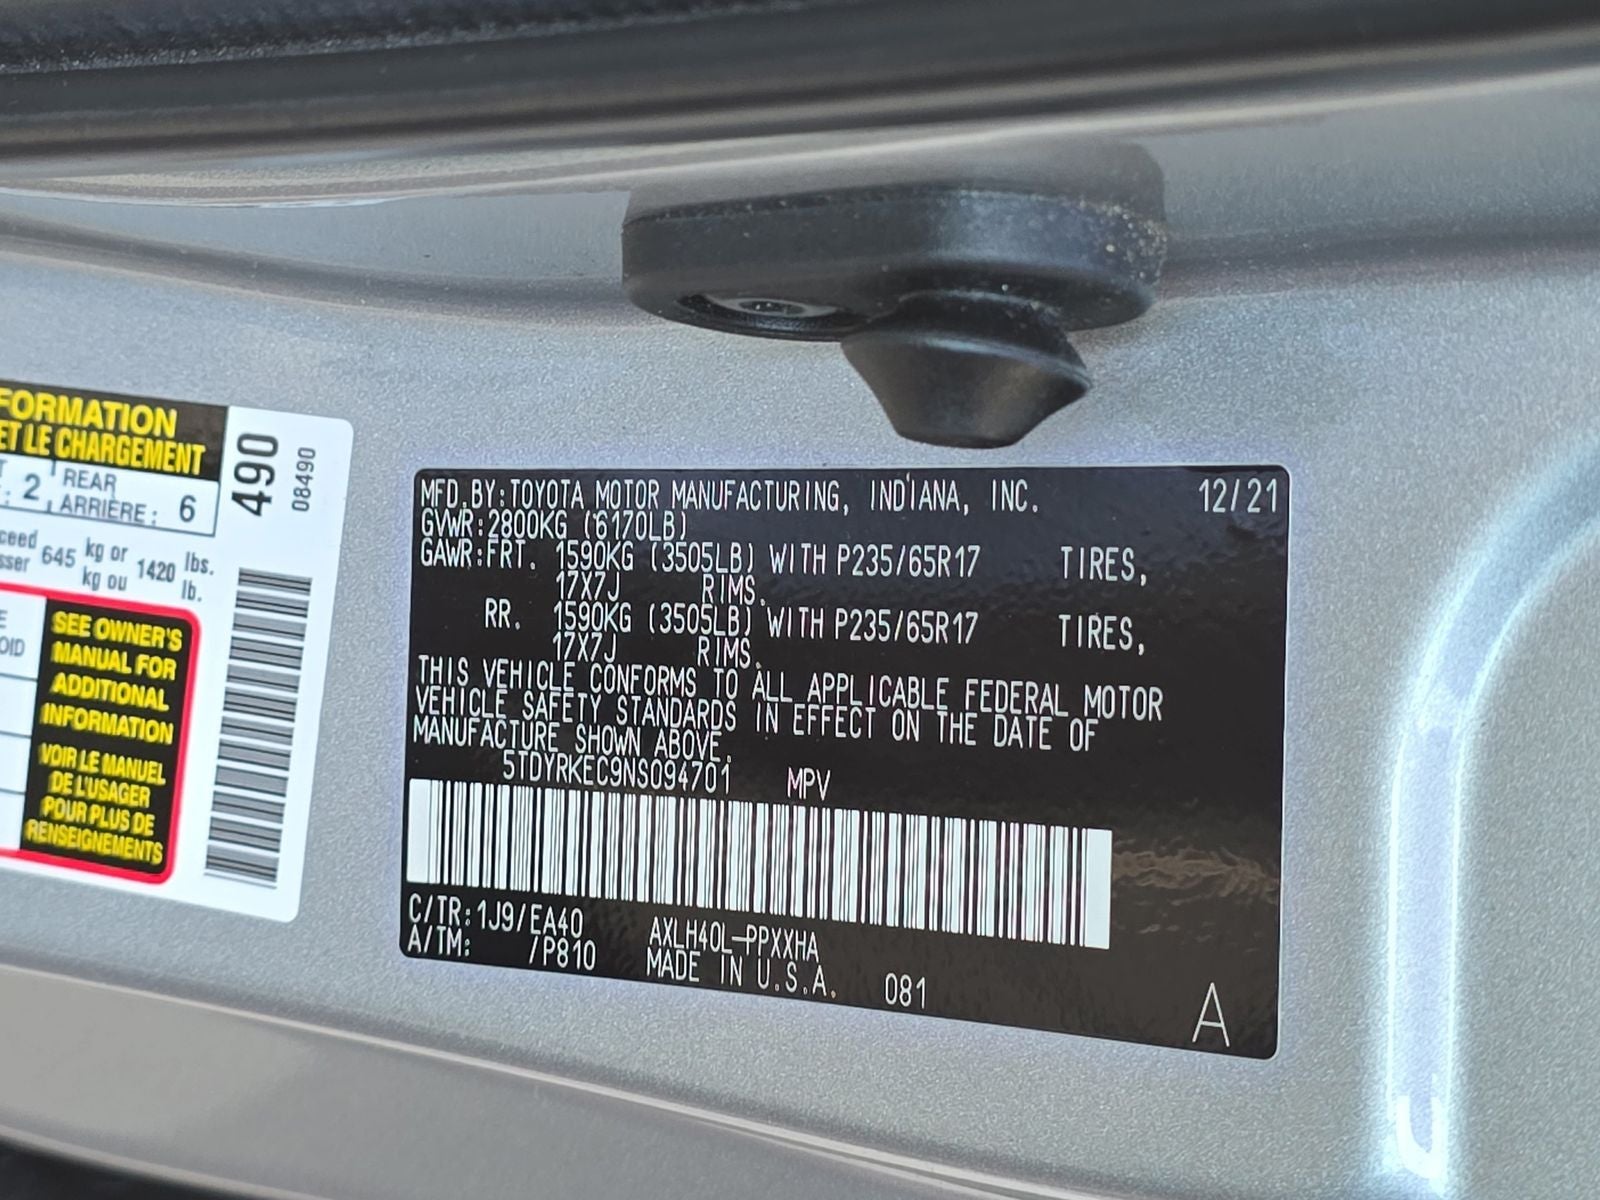 FORMATION
ET LE CHARGEMENT
2 REAR
ARRIÈRE : 6
490
08490
645 kg or 1420 lbs.
kg ou lb.
SEE OWNER'S
MANUAL FOR
ADDITIONAL
INFORMATION
VOIR LE MANUEL
DE L'USAGER
POUR PLUS DE
RENSEIGNEMENTS
MFD.BY:TOYOTA MOTOR MANUFACTURING, INDIANA, INC. 12/21
GVWR:2800KG (6170LB)
GAWR:FRT. 1590KG (3505LB) WITH P235/65R17 TIRES,
17X7J RIMS.
RR. 1590KG (3505LB) WITH P235/65R17 TIRES,
17X7J RIMS.
THIS VEHICLE CONFORMS TO ALL APPLICABLE FEDERAL MOTOR
VEHICLE SAFETY STANDARDS IN EFFECT ON THE DATE OF
MANUFACTURE SHOWN ABOVE.
5TDYRKEC9NS094701 MPV
C/TR:1J9/EA40 AXLH40L-PPXXHA
A/TM: /P810 MADE IN U.S.A. 081
A